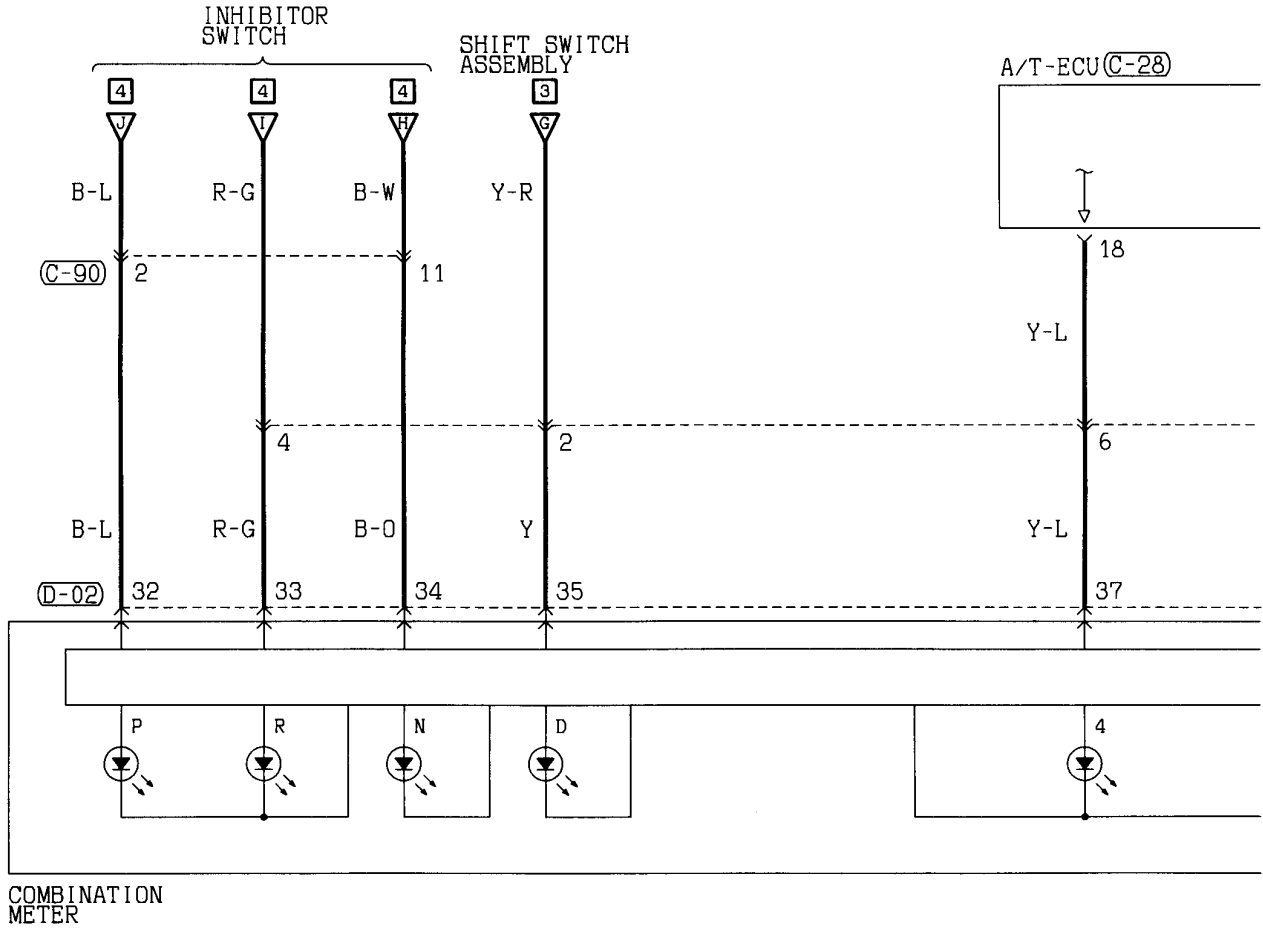 INHIBITOR
SWITCH
SHIFT SWITCH
ASSEMBLY
A/T-ECU C-28
4 4 4 3
J I H G
B-L R-G B-W Y-R
C-90 2 11 18
Y-L
4 2 6
B-L R-G B-O Y Y-L
D-02 32 33 34 35 37
P R N D 4
COMBINATION
METER